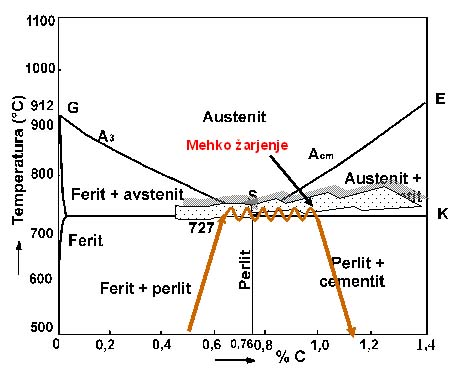 1100
1000
912
900
800
700
600
500
Temperatura (°C)
G
E
A3
Austenit
Mehko žarjenje
Acm
Austenit +
tit
Ferit + avstenit
S
K
727
Ferit
Ferit + perlit
Perlit
Perlit +
cementit
0
0,2
0,4
0,6
0,76
0,8
1,0
1,2
1,4
% C